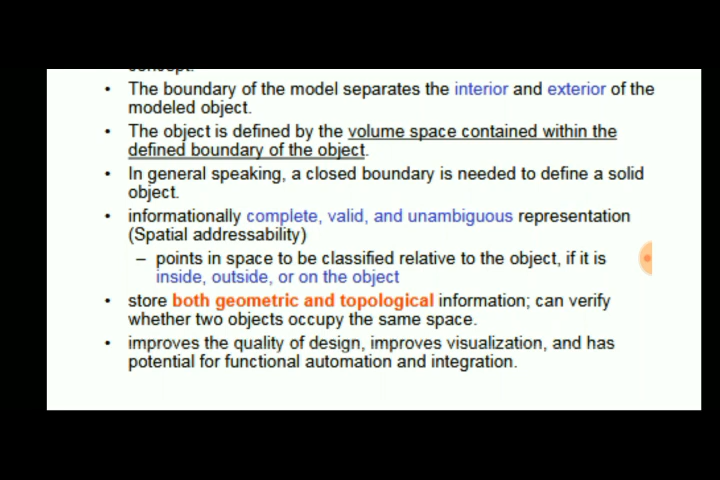 • The boundary of the model separates the interior and exterior of the
modeled object.
• The object is defined by the volume space contained within the
defined boundary of the object.
• In general speaking, a closed boundary is needed to define a solid
object.
• informationally complete, valid, and unambiguous representation
(Spatial addressability)
– points in space to be classified relative to the object, if it is
inside, outside, or on the object
• store both geometric and topological information; can verify
whether two objects occupy the same space.
• improves the quality of design, improves visualization, and has
potential for functional automation and integration.